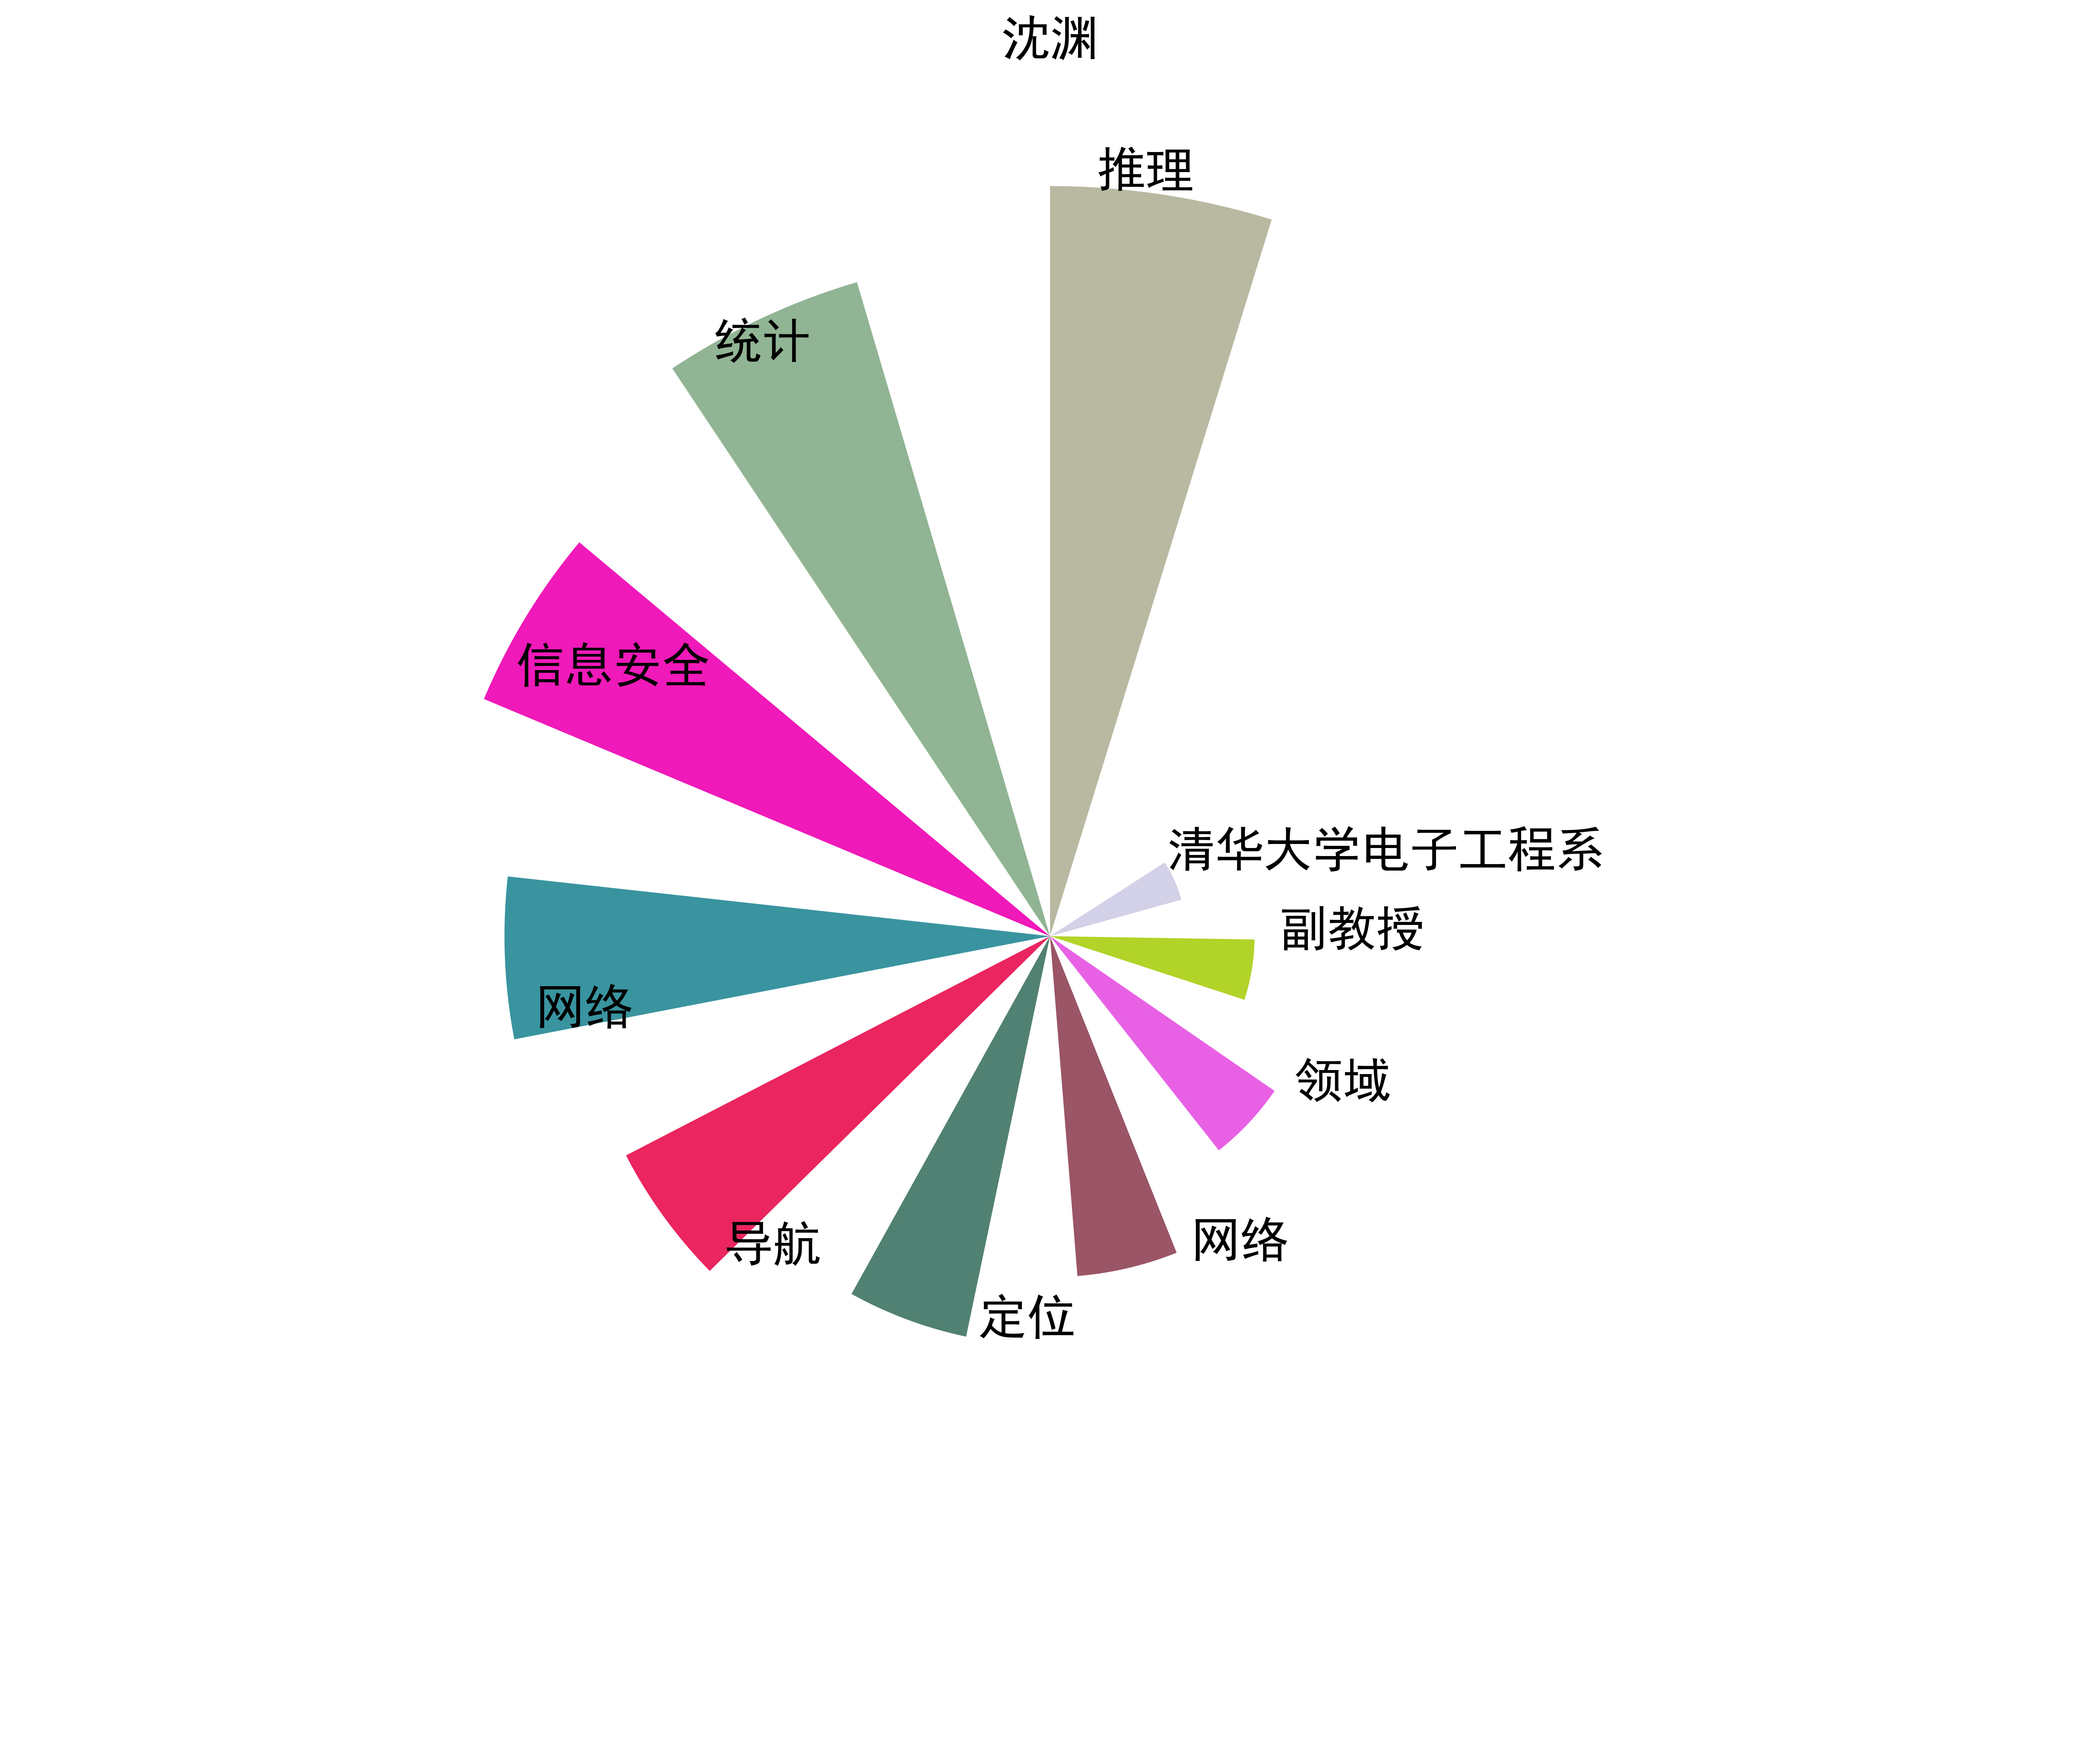 沈渊
推理
统计
信息安全
清华大学电子工程系
副教授
网络
领域
网络
导航
定位